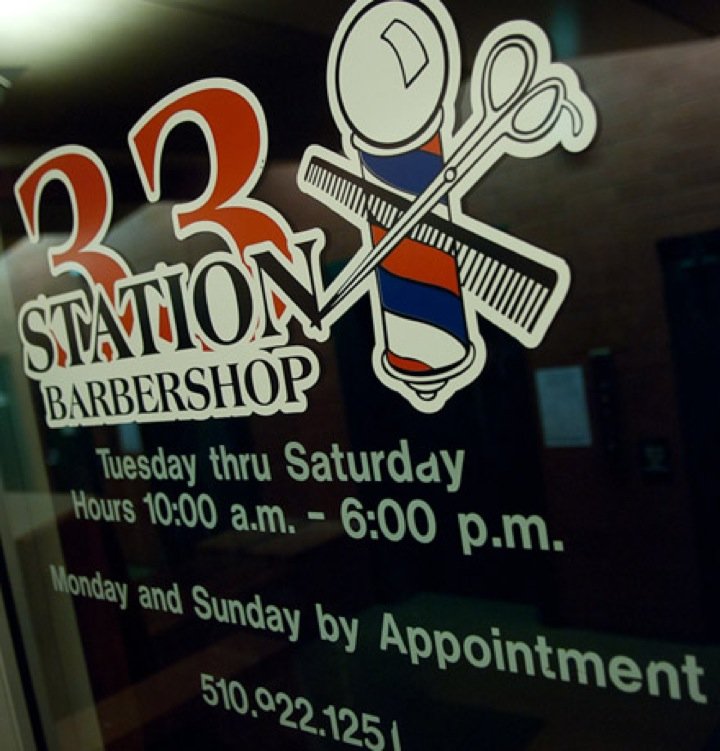 33
STATION
BARBERSHOP
Tuesday thru Saturday
Hours 10:00 a.m. - 6:00 p.m.
Monday and Sunday by Appointment
510.922.1251